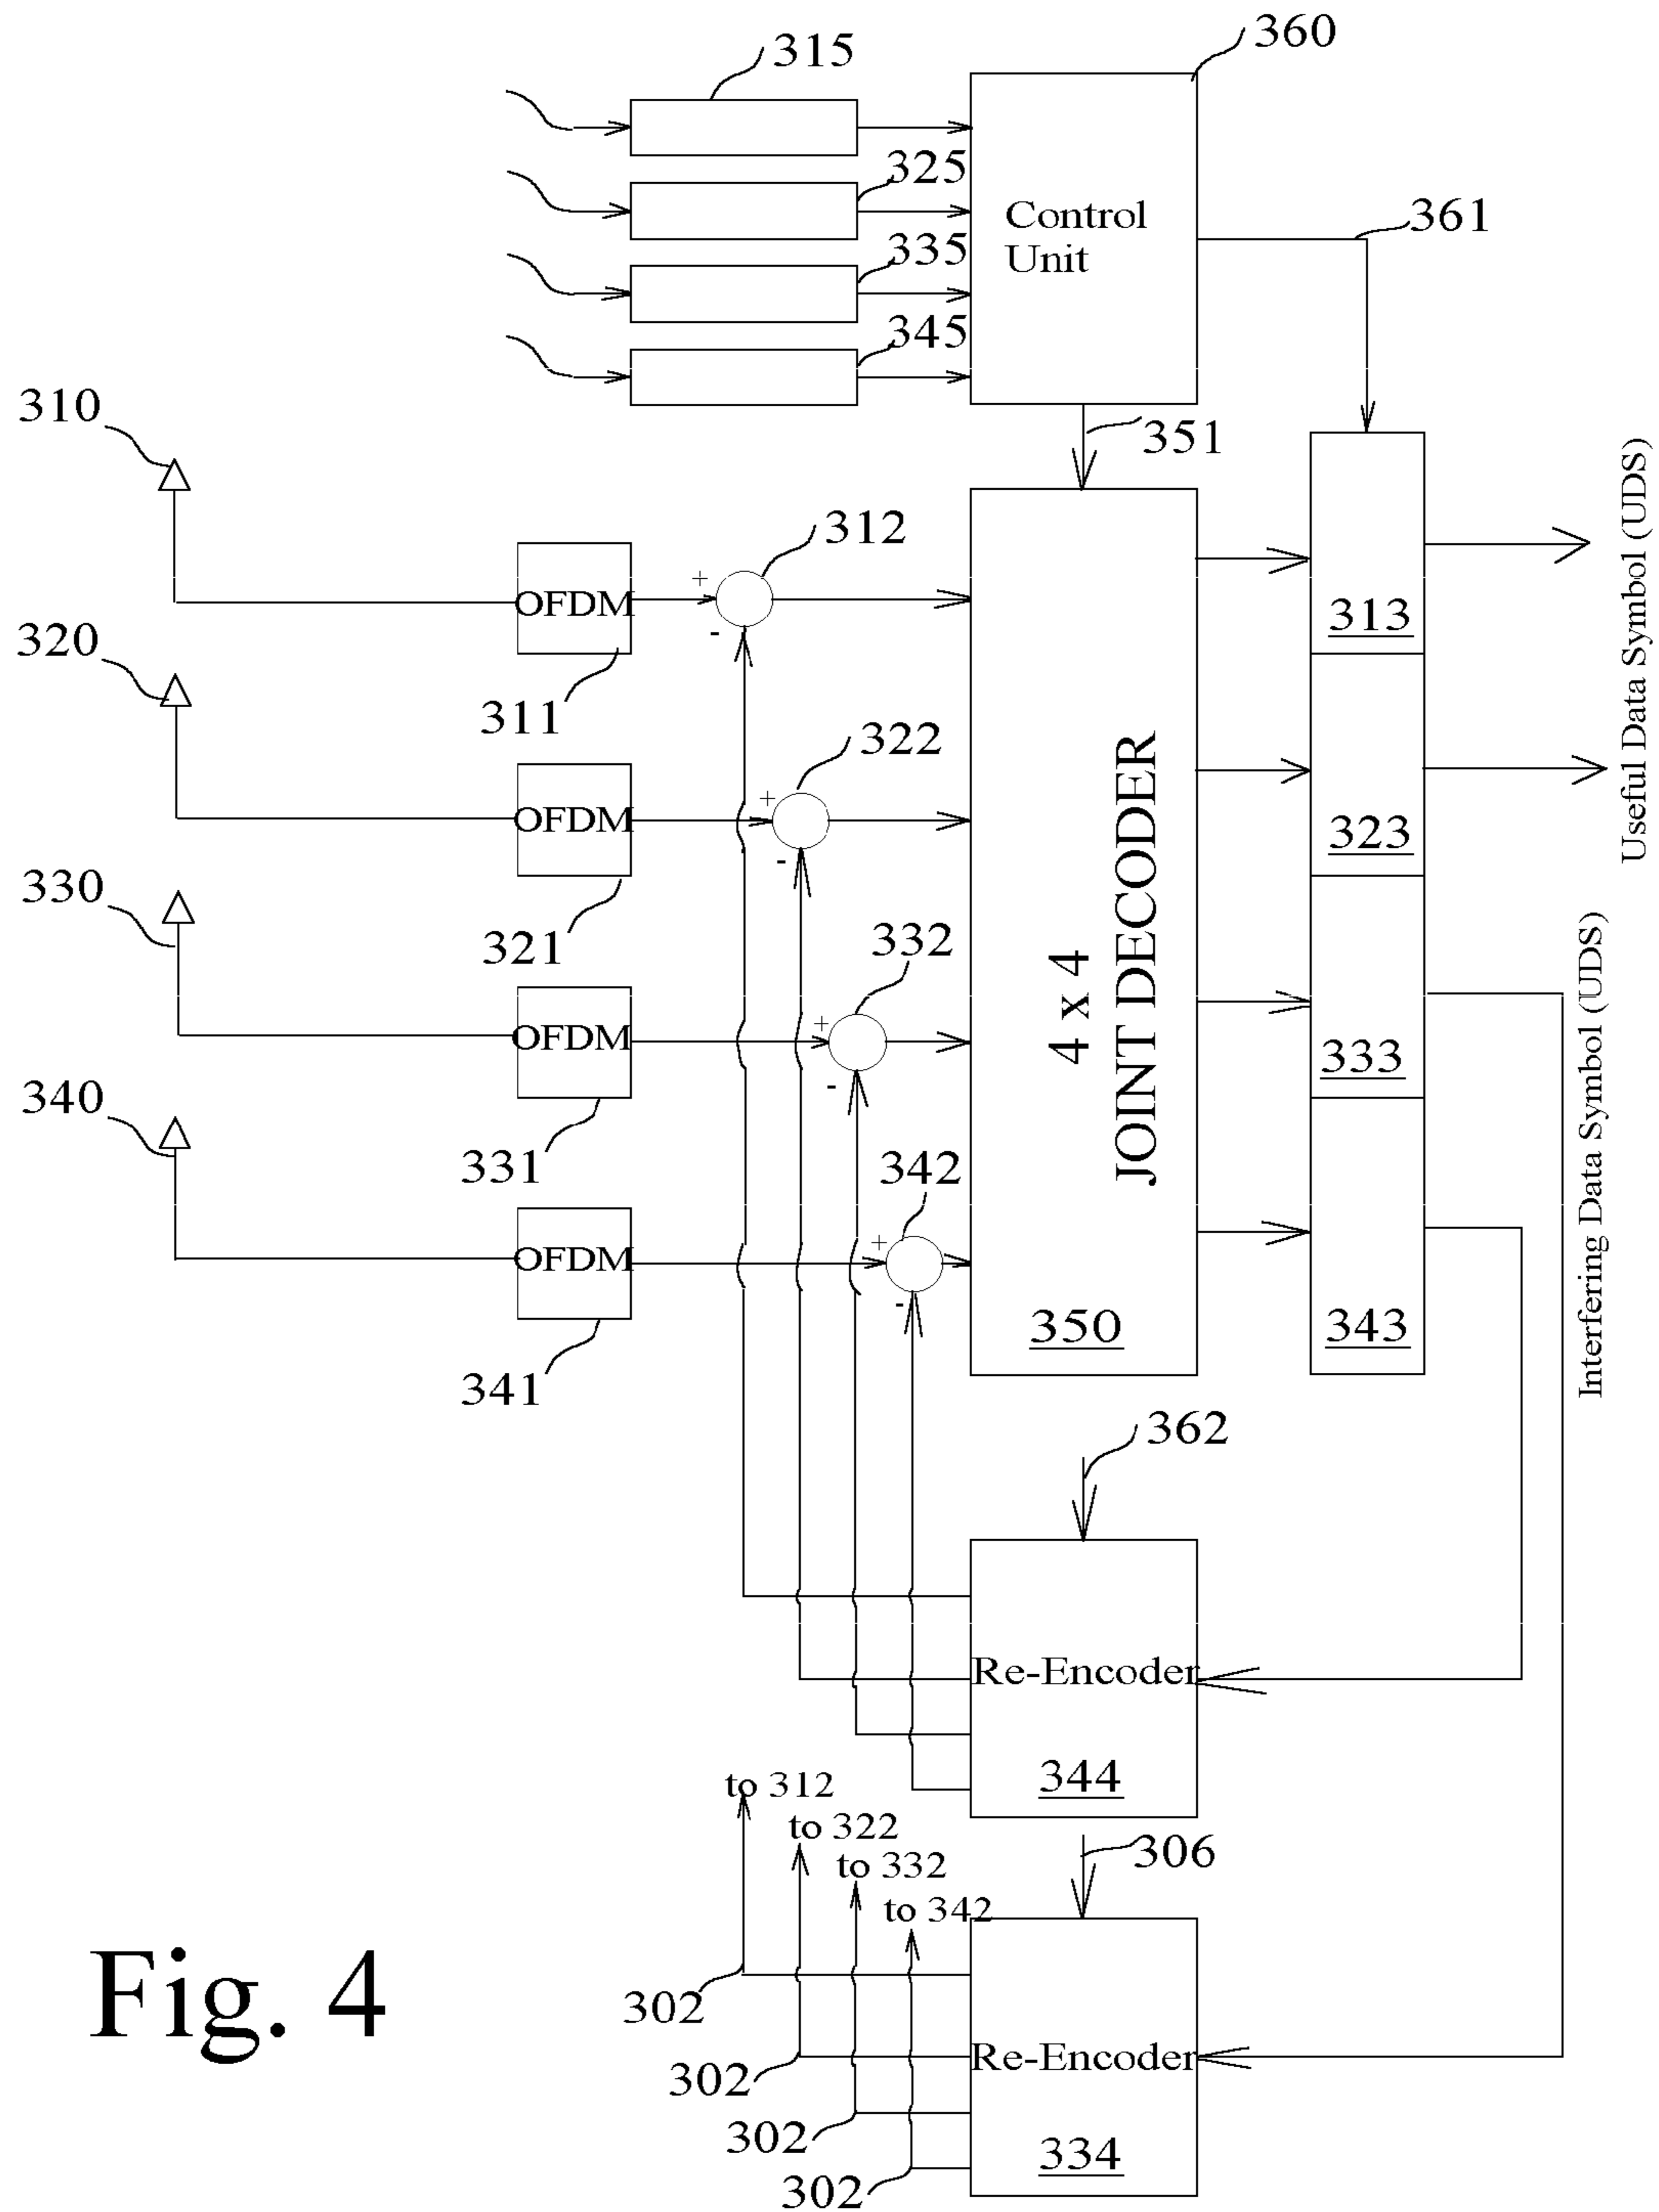 360
315
325
335
345
Control
Unit
361
351
310
312
OFDM
311
313
320
322
OFDM
321
323
330
332
OFDM
331
333
340
342
OFDM
341
343
+
-
+
-
+
-
+
-
4 x 4
JOINT DECODER
350
Useful Data Symbol (UDS)
Interfering Data Symbol (UDS)
362
Re-Encoder
344
to 312
to 322
to 332
to 342
306
302
302
302
302
Re-Encoder
334
Fig. 4